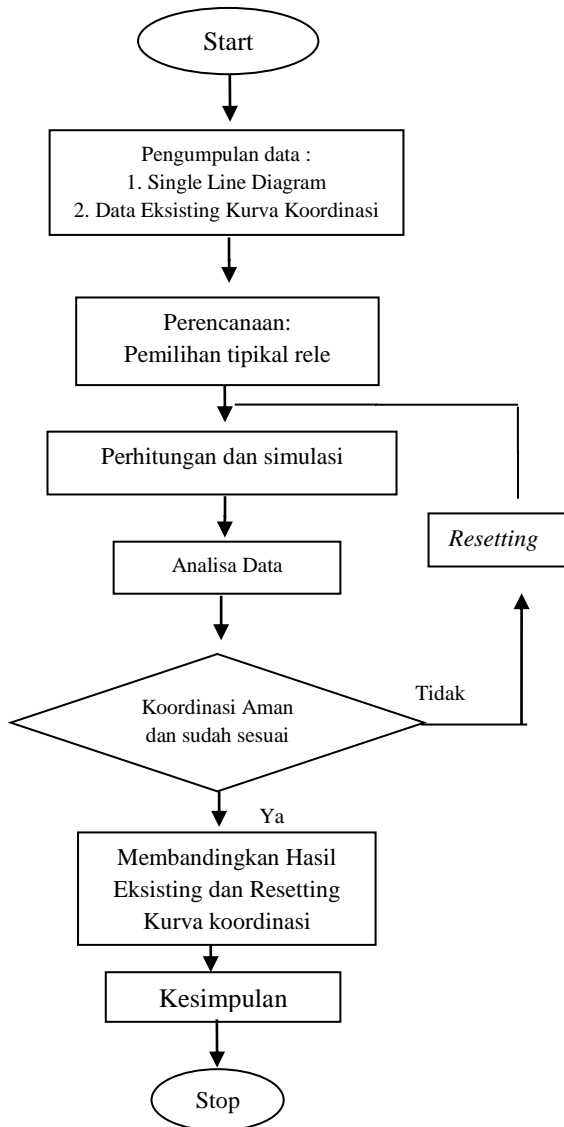 Start
Pengumpulan data :
1. Single Line Diagram
2. Data Eksisting Kurva Koordinasi
Perencanaan:
Pemilihan tipikal rele
Perhitungan dan simulasi
Resetting
Analisa Data
Tidak
Koordinasi Aman
dan sudah sesuai
Ya
Membandingkan Hasil
Eksisting dan Resetting
Kurva koordinasi
Kesimpulan
Stop